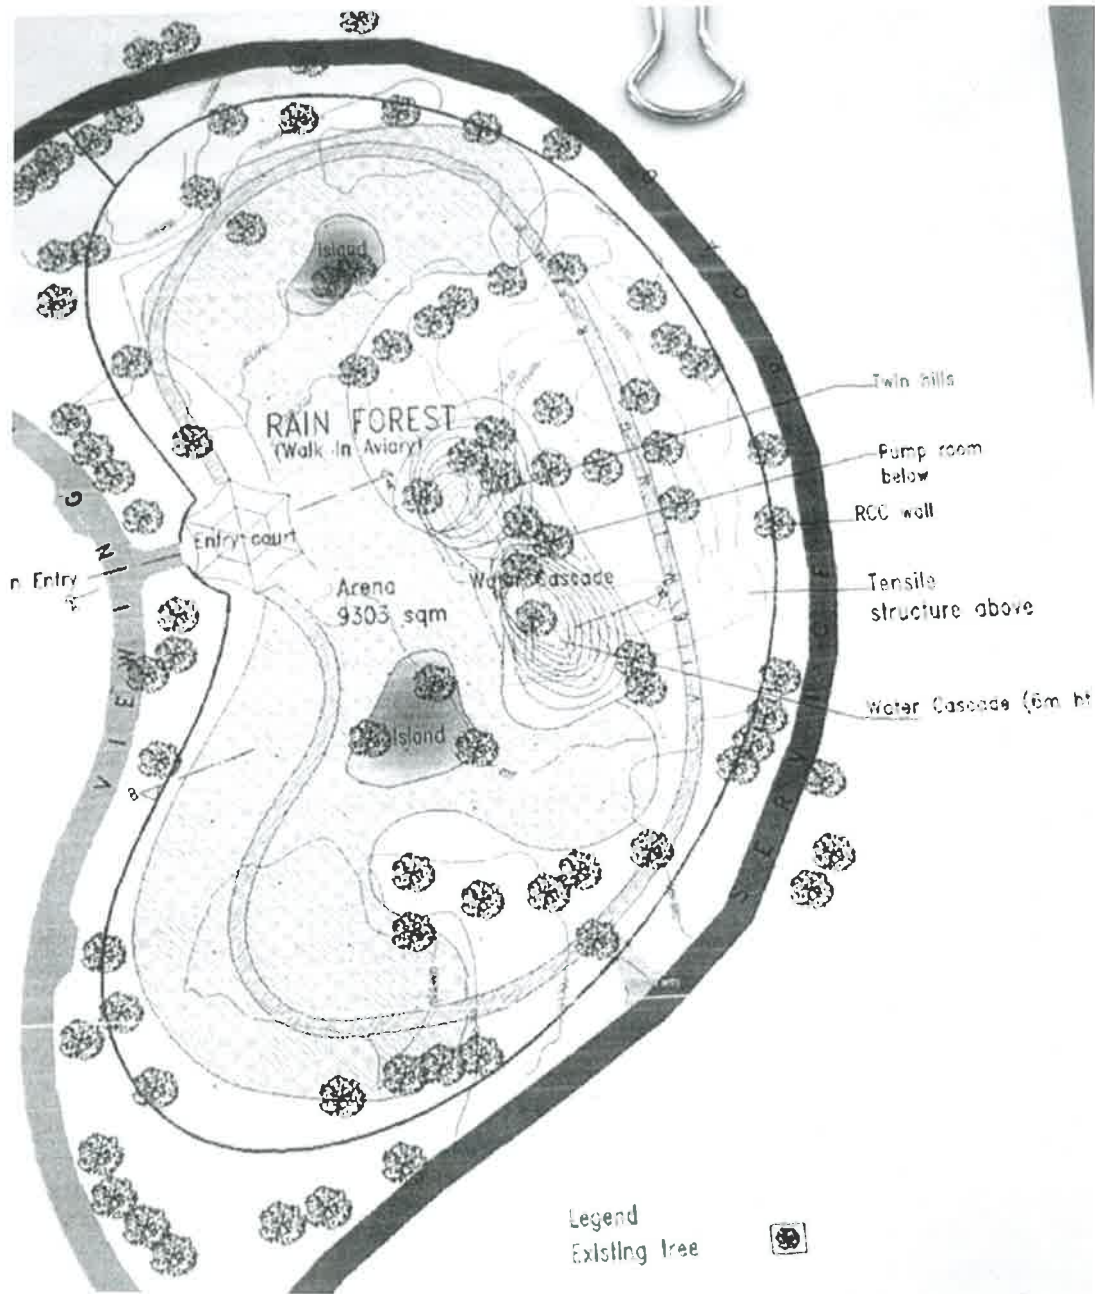 Island
Twin hills
RAIN FOREST
(Walk In Aviary)
Pump room
below
RCC wall
Entry court
n Entry
Water Cascade
Arena
9303 sqm
Tensile
structure above
Water Cascade (6m ht
Island
B
VIEWING
SERVICE ROAD
Legend
Existing tree